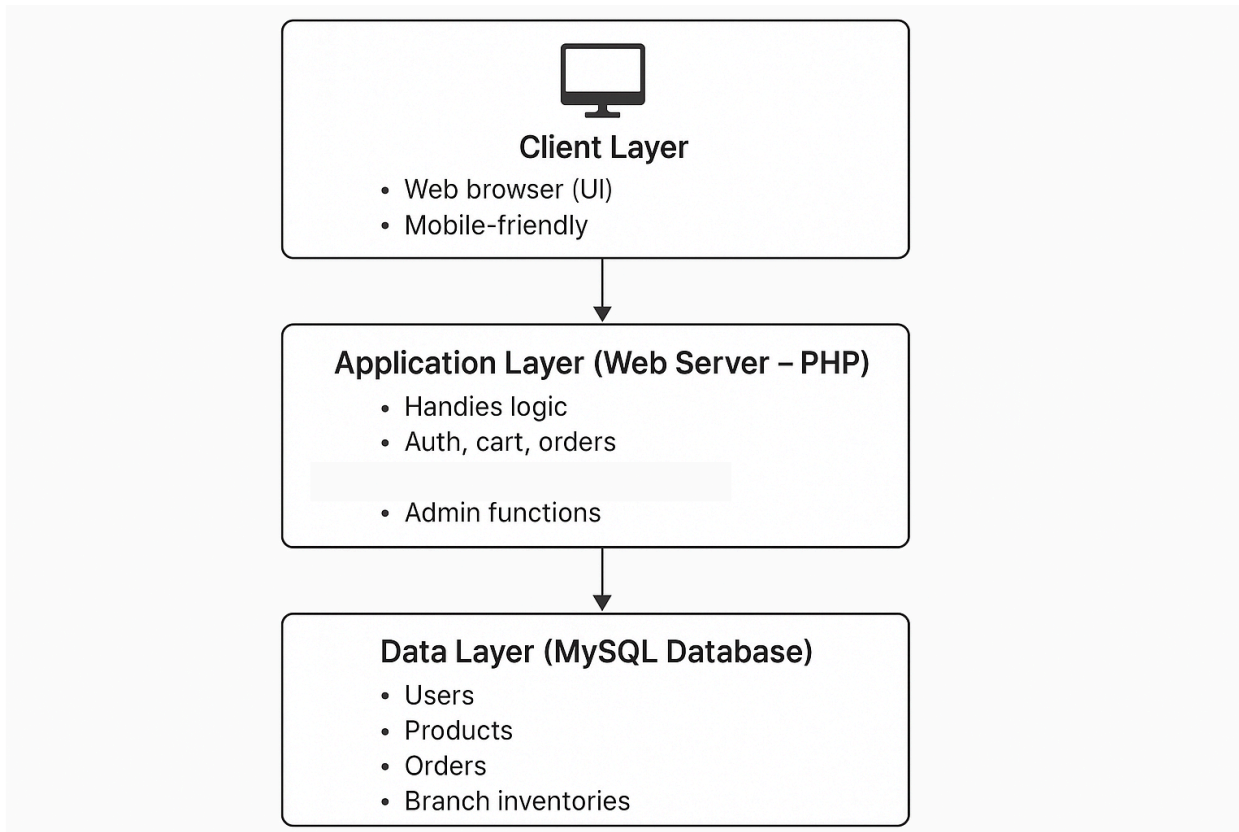 Client Layer
• Web browser (UI)
• Mobile-friendly
Application Layer (Web Server – PHP)
• Handies logic
• Auth, cart, orders
• Admin functions
Data Layer (MySQL Database)
• Users
• Products
• Orders
• Branch inventories